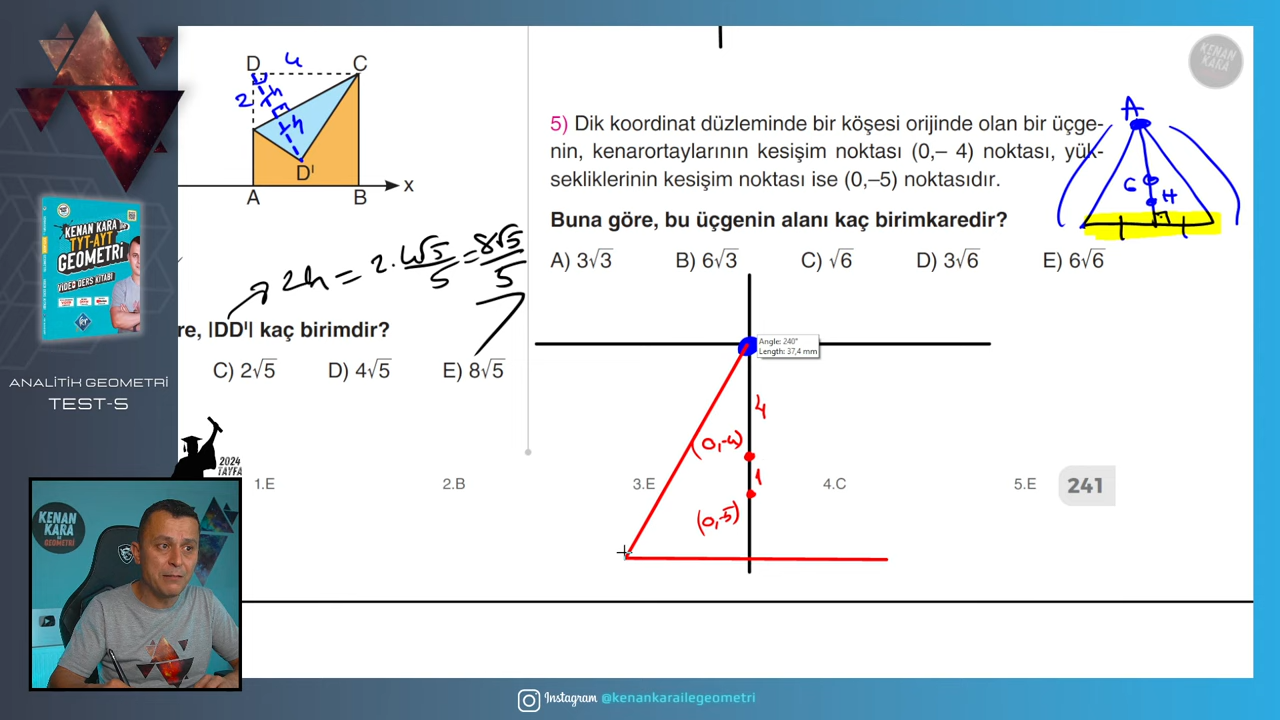 KENAN
KARA
D
4
C
2
h
h
D'
A
B
x
KENAN KARA
TYT-AYT
GEOMETRİ
VİDEO DERS KİTABI
2h = 2.4√5/5 = 8√5/5
re, |DD'| kaç birimdir?
C) 2√5 D) 4√5 E) 8√5
ANALİTİK GEOMETRİ
TEST-5
2024
TAYFA
1.E 2.B 3.E 4.C 5.E 241
5) Dik koordinat düzleminde bir köşesi orijinde olan bir üçge-
nin, kenarortaylarının kesişim noktası (0,– 4) noktası, yük-
sekliklerinin kesişim noktası ise (0,–5) noktasıdır.
Buna göre, bu üçgenin alanı kaç birimkaredir?
A) 3√3 B) 6√3 C) √6 D) 3√6 E) 6√6
A
G
H
Angle: 240°
Length: 37,4 mm
4
(0,-4)
1
(0,-5)
KENAN
KARA
ile
GEOMETRİ
Instagram @kenankarailegeometri